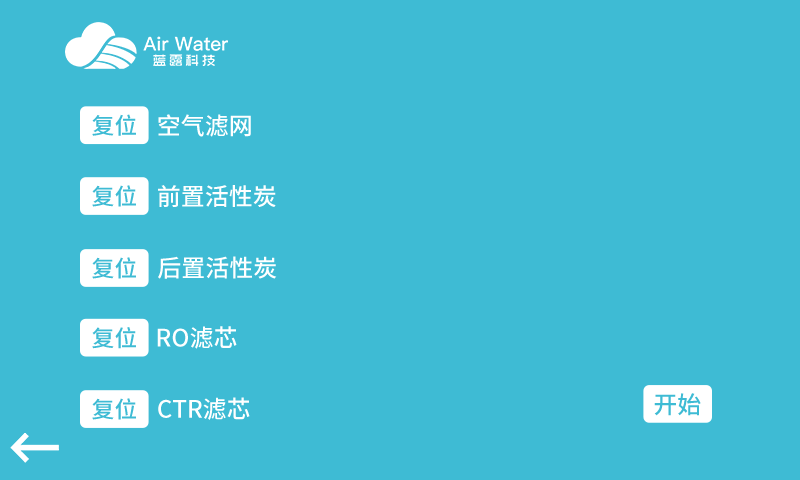 Air Water
蓝露科技
复位 空气滤网
复位 前置活性炭
复位 后置活性炭
复位 RO滤芯
复位 CTR滤芯
开始